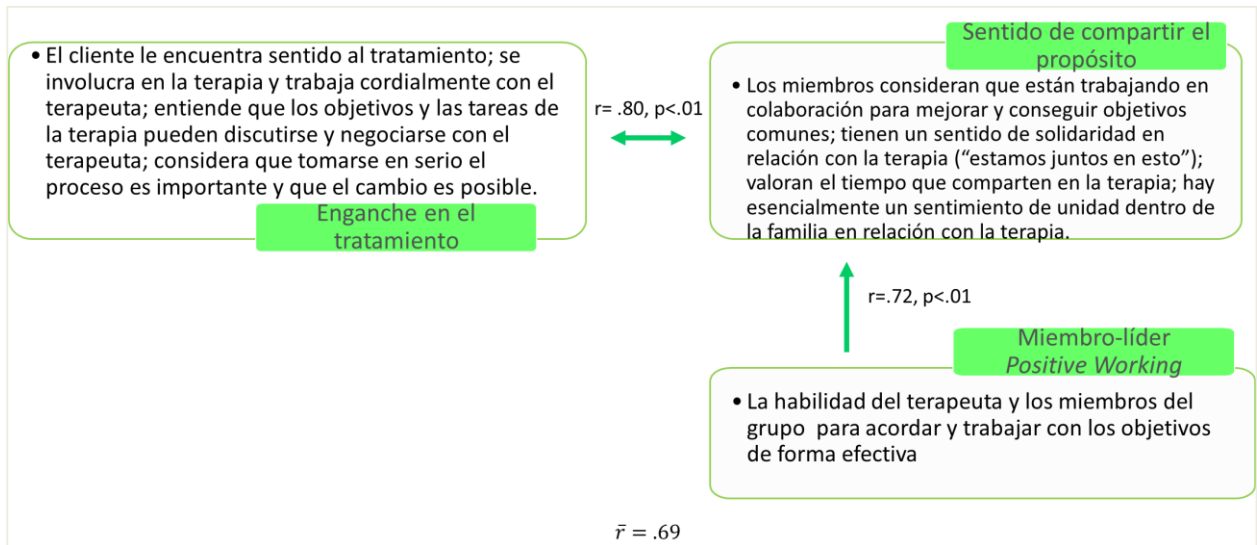 • El cliente le encuentra sentido al tratamiento; se
involucra en la terapia y trabaja cordialmente con el
terapeuta; entiende que los objetivos y las tareas de
la terapia pueden discutirse y negociarse con el
terapeuta; considera que tomarse en serio el
proceso es importante y que el cambio es posible.
Enganche en el
tratamiento
r= .80, p<.01
Sentido de compartir el
propósito
• Los miembros consideran que están trabajando en
colaboración para mejorar y conseguir objetivos
comunes; tienen un sentido de solidaridad en
relación con la terapia (“estamos juntos en esto”);
valoran el tiempo que comparten en la terapia; hay
esencialmente un sentimiento de unidad dentro de
la familia en relación con la terapia.
r=.72, p<.01
Miembro-líder
Positive Working
• La habilidad del terapeuta y los miembros del
grupo para acordar y trabajar con los objetivos
de forma efectiva
r̄ = .69